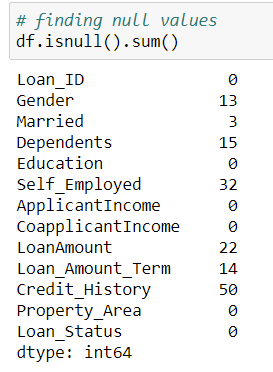 # finding null values
df.isnull().sum()
Loan_ID 0
Gender 13
Married 3
Dependents 15
Education 0
Self_Employed 32
ApplicantIncome 0
CoapplicantIncome 0
LoanAmount 22
Loan_Amount_Term 14
Credit_History 50
Property_Area 0
Loan_Status 0
dtype: int64